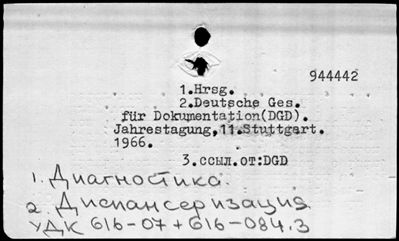 944442
1.Hrsg.
2.Deutsche Ges.
für Dokumentation(DGD).
Jahrestagung,11.Stuttgart.
1966.
3.ссыл.от:DGD
1. Диагностика.
2. Диспансеризация
УДК 616-07+616-084.3